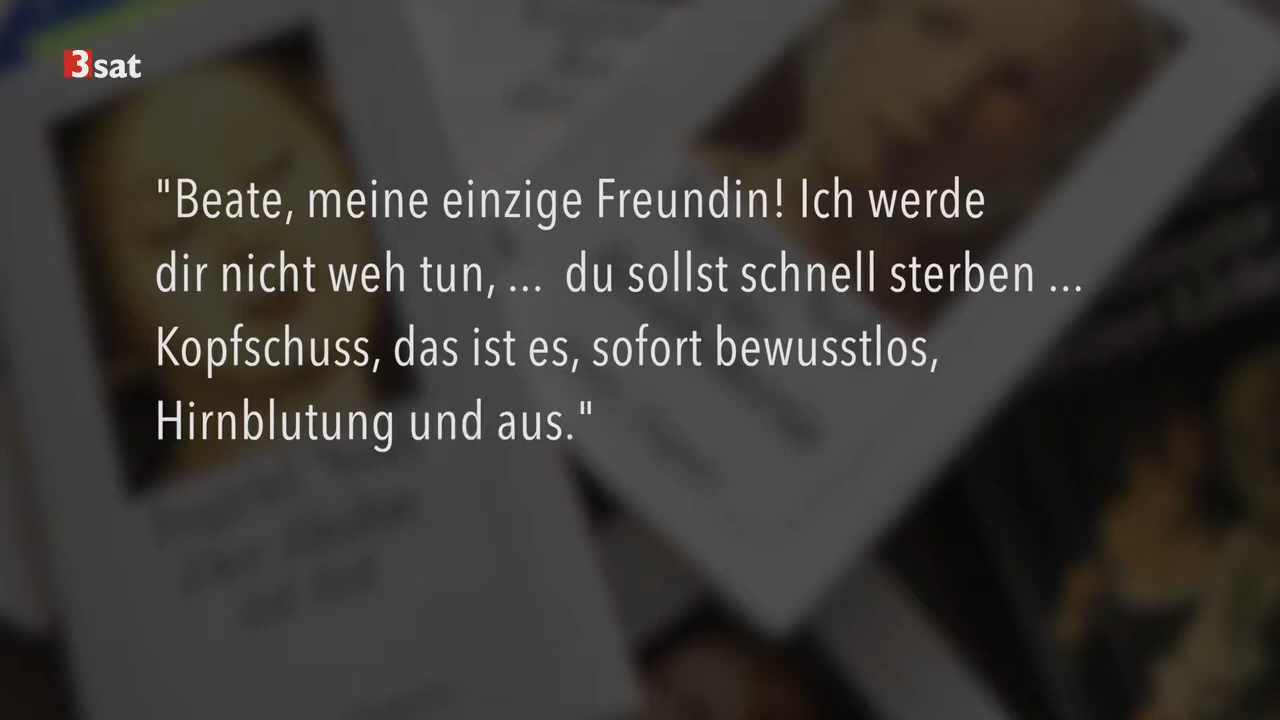 3sat
"Beate, meine einzige Freundin! Ich werde
dir nicht weh tun, ...  du sollst schnell sterben ...
Kopfschuss, das ist es, sofort bewusstlos,
Hirnblutung und aus."